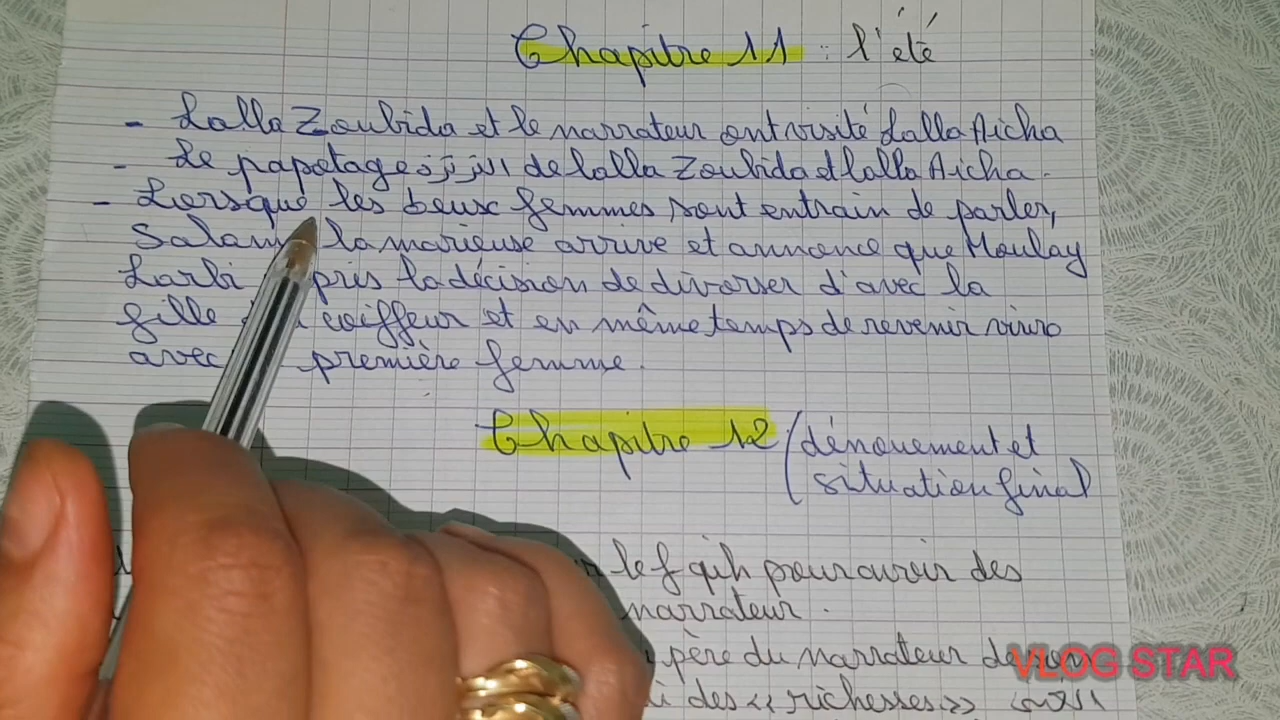 Chapitre 11 : l'été
- Lalla Zoubida et le narrateur ont visité Lalla Aicha
- Le papotage de lalla Zoubida et lalla Aicha.
- Lorsque les deux femmes sont entrain de parler,
la marieuse arrive et annonce que Moulay
Larbi pris la décision de divorser d'avec la
fille coiffeur et en même temps de revenir vivre
avec première femme.
Chapitre 12 / dénouement et
situation final
le fqih pour avoir des
narrateur.
père du narrateur de son
des << richesses >>
VLOG STAR